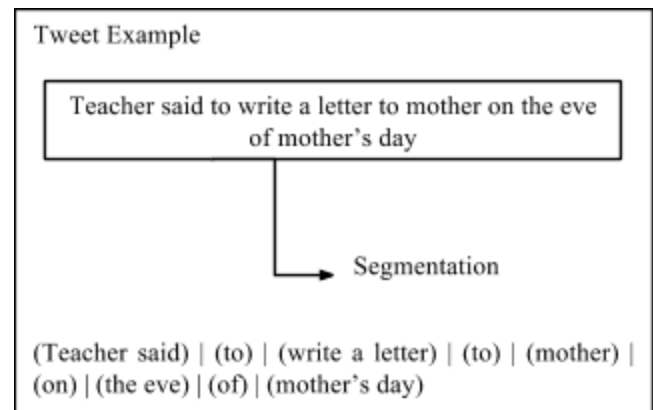 Tweet Example
Teacher said to write a letter to mother on the eve
of mother's day
Segmentation
(Teacher said) | (to) | (write a letter) | (to) | (mother) |
(on) | (the eve) | (of) | (mother's day)